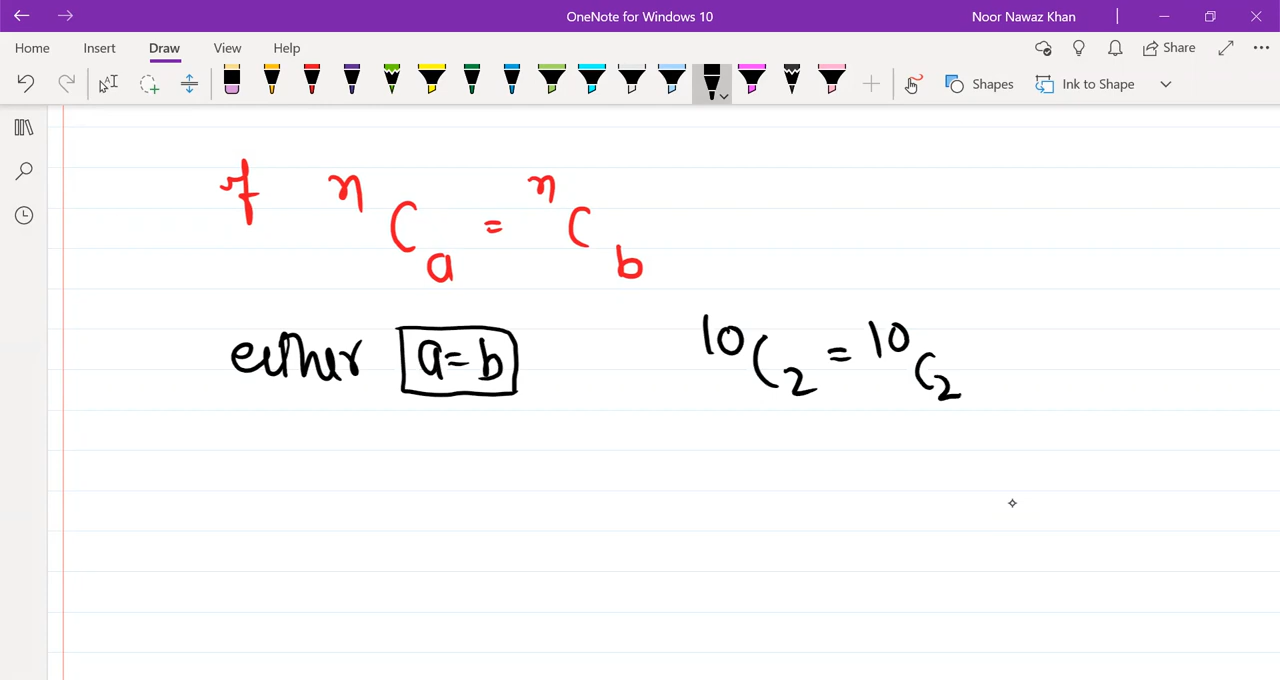 OneNote for Windows 10
Noor Nawaz Khan
Home Insert Draw View Help
Share
Shapes Ink to Shape
If ⁿCₐ = ⁿC_b
either a=b ¹⁰C₂ = ¹⁰C₂